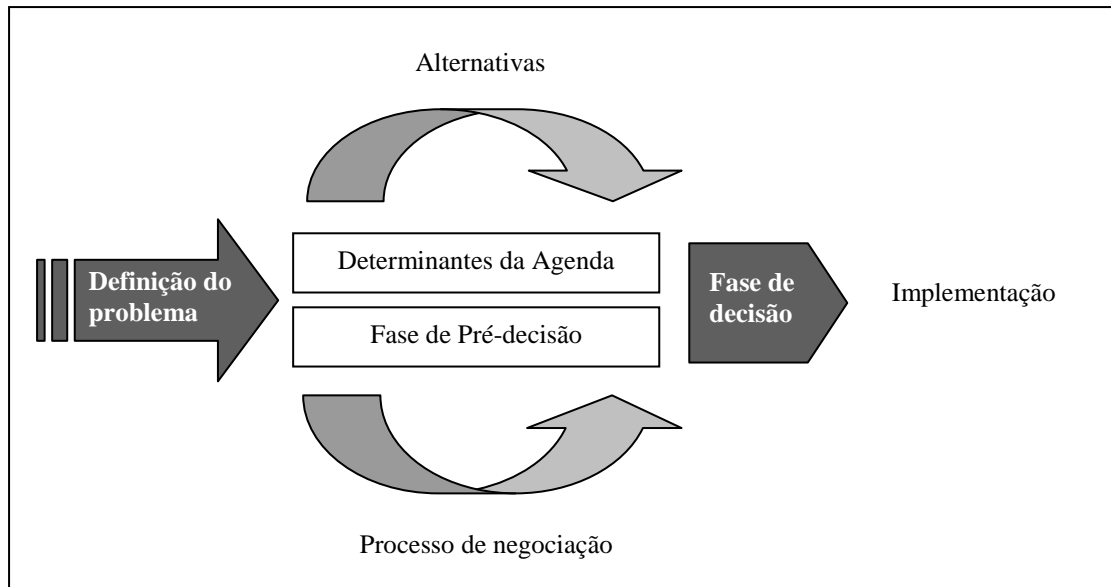 Alternativas
Definição do
problema
Determinantes da Agenda
Fase de Pré-decisão
Fase de
decisão
Implementação
Processo de negociação